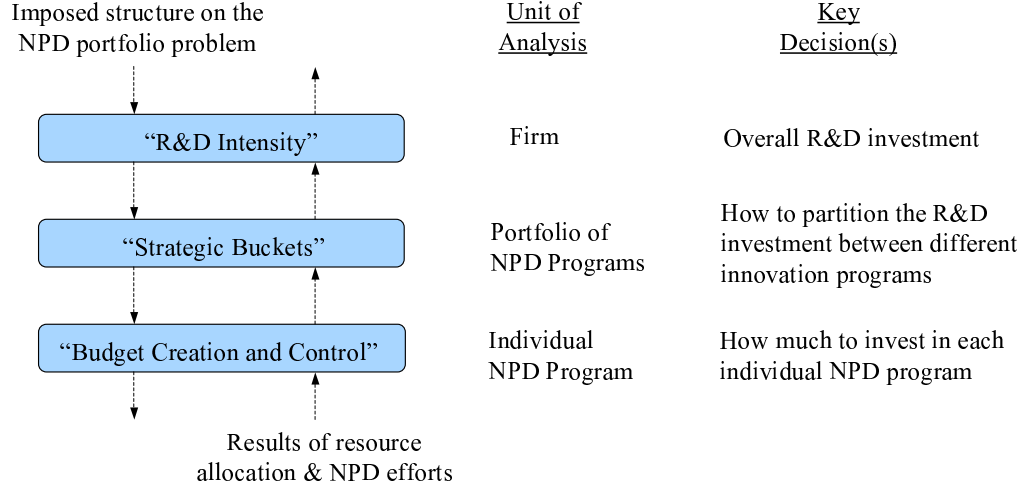 Imposed structure on the
NPD portfolio problem
Unit of
Analysis
Key
Decision(s)
“R&D Intensity”
Firm
Overall R&D investment
“Strategic Buckets”
Portfolio of
NPD Programs
How to partition the R&D
investment between different
innovation programs
“Budget Creation and Control”
Individual
NPD Program
How much to invest in each
individual NPD program
Results of resource
allocation & NPD efforts